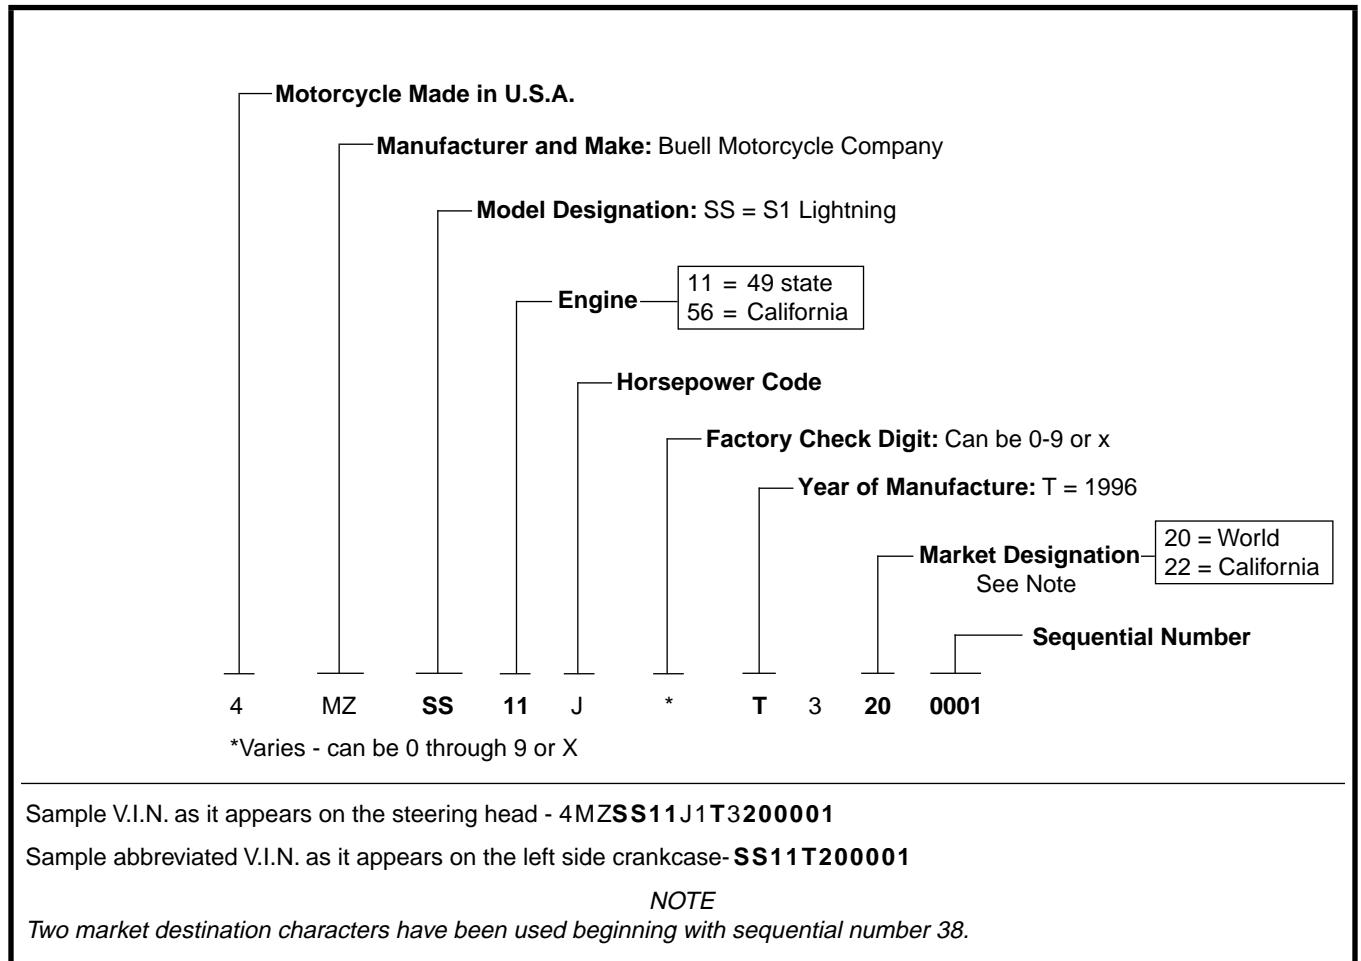 Motorcycle Made in U.S.A.
Manufacturer and Make: Buell Motorcycle Company
Model Designation: SS = S1 Lightning
Engine
11 = 49 state
56 = California
Horsepower Code
Factory Check Digit: Can be 0-9 or x
Year of Manufacture: T = 1996
Market Designation
See Note
20 = World
22 = California
Sequential Number
4 MZ SS 11 J * T 3 20 0001
*Varies - can be 0 through 9 or X
Sample V.I.N. as it appears on the steering head - 4MZSS11J1T3200001
Sample abbreviated V.I.N. as it appears on the left side crankcase- SS11T200001
NOTE
Two market destination characters have been used beginning with sequential number 38.